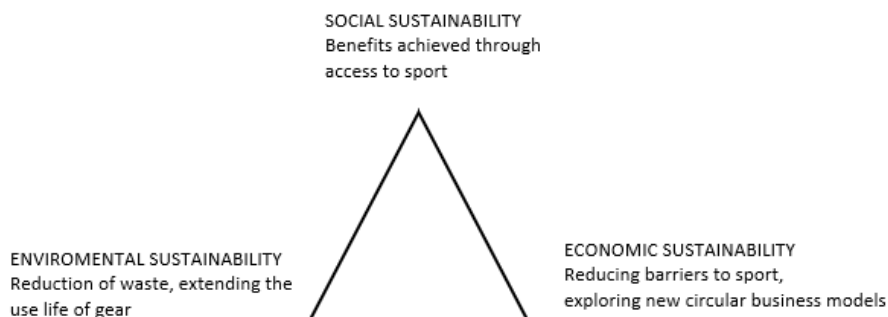 SOCIAL SUSTAINABILITY
Benefits achieved through
access to sport
ENVIROMENTAL SUSTAINABILITY
Reduction of waste, extending the
use life of gear
ECONOMIC SUSTAINABILITY
Reducing barriers to sport,
exploring new circular business models